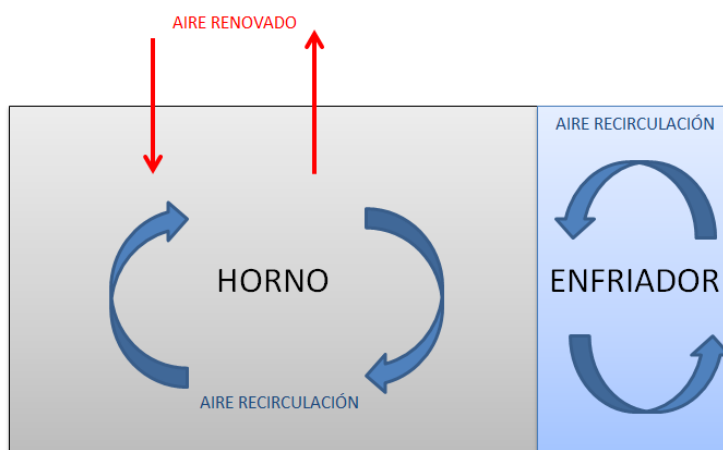 AIRE RENOVADO
AIRE RECIRCULACIÓN
HORNO
ENFRIADOR
AIRE RECIRCULACIÓN